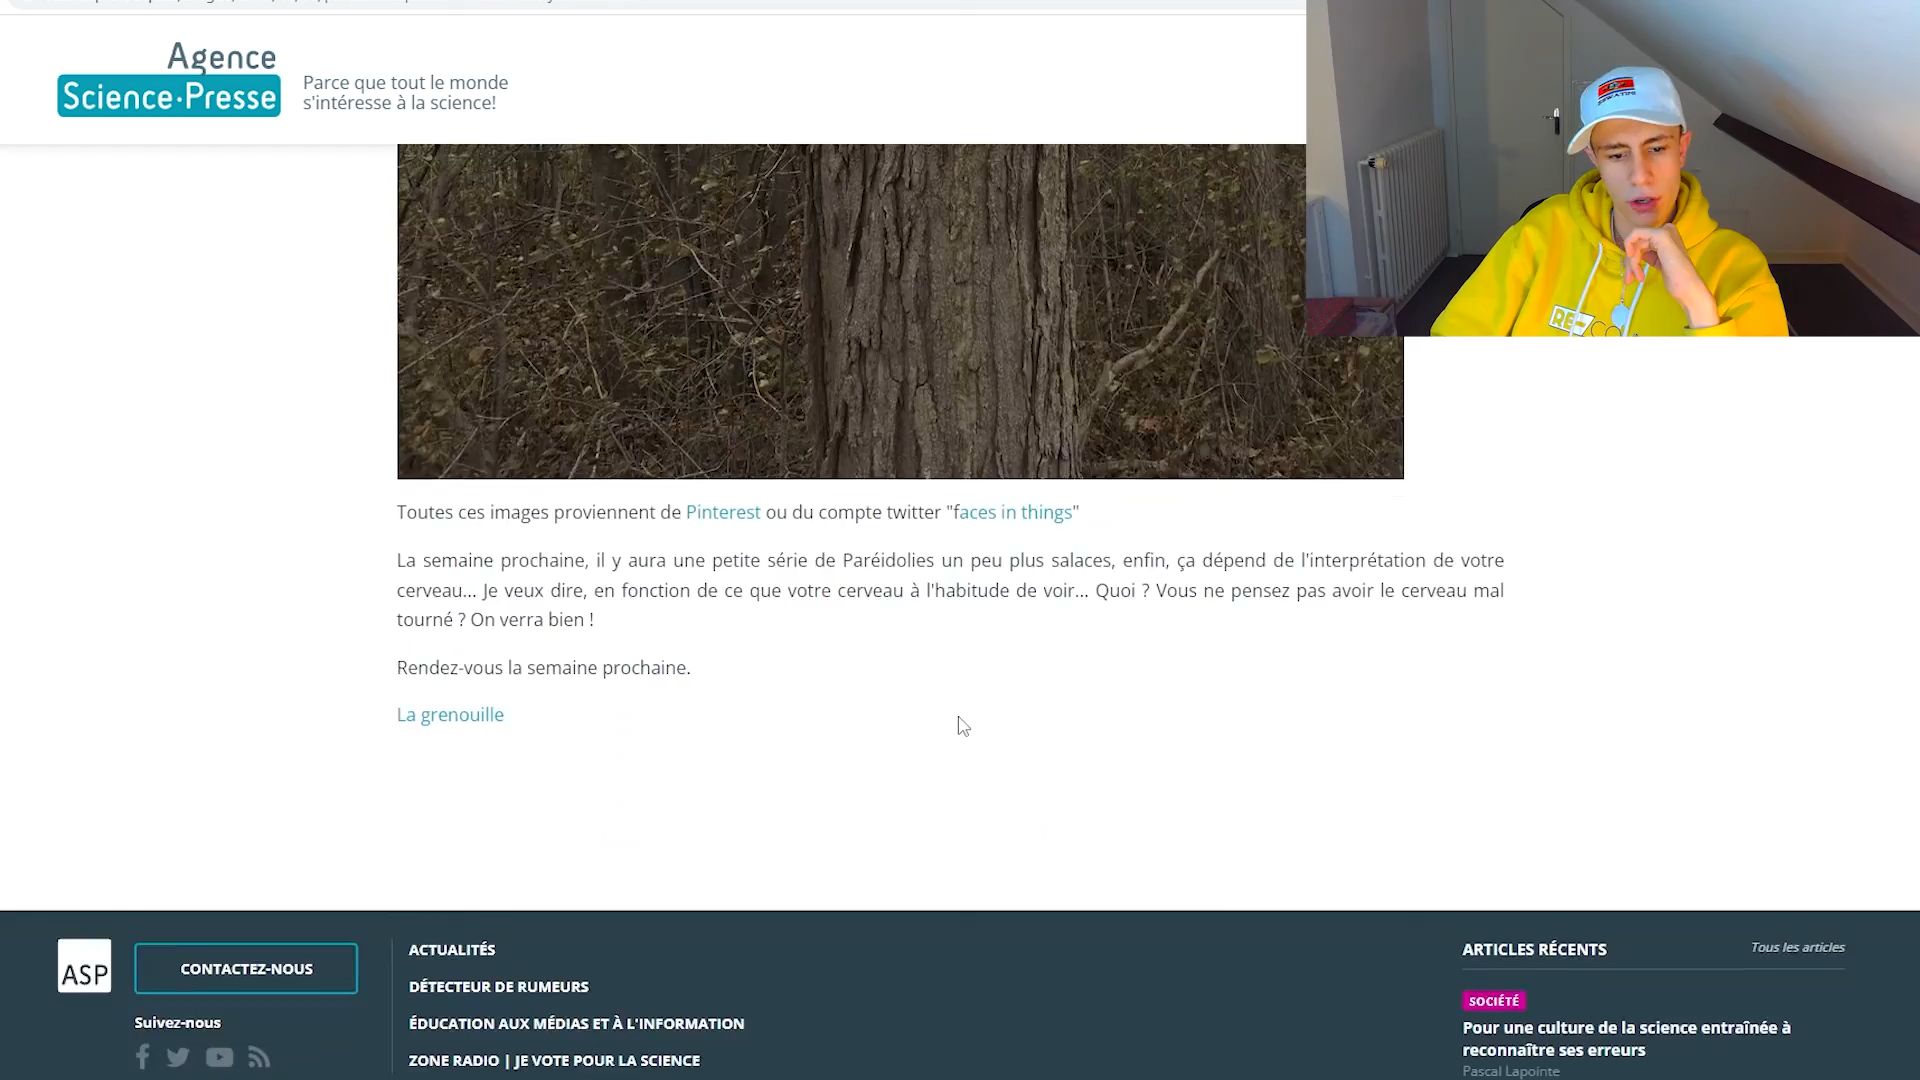 Agence
Science·Presse
Parce que tout le monde
s'intéresse à la science!
Toutes ces images proviennent de Pinterest ou du compte twitter "faces in things"
La semaine prochaine, il y aura une petite série de Paréidolies un peu plus salaces, enfin, ça dépend de l'interprétation de votre
cerveau... Je veux dire, en fonction de ce que votre cerveau à l'habitude de voir... Quoi ? Vous ne pensez pas avoir le cerveau mal
tourné ? On verra bien !
Rendez-vous la semaine prochaine.
La grenouille
ASP
CONTACTEZ-NOUS
Suivez-nous
ACTUALITÉS
DÉTECTEUR DE RUMEURS
ÉDUCATION AUX MÉDIAS ET À L'INFORMATION
ZONE RADIO | JE VOTE POUR LA SCIENCE
ARTICLES RÉCENTS
Tous les articles
SOCIÉTÉ
Pour une culture de la science entraînée à
reconnaître ses erreurs
Pascal Lapointe